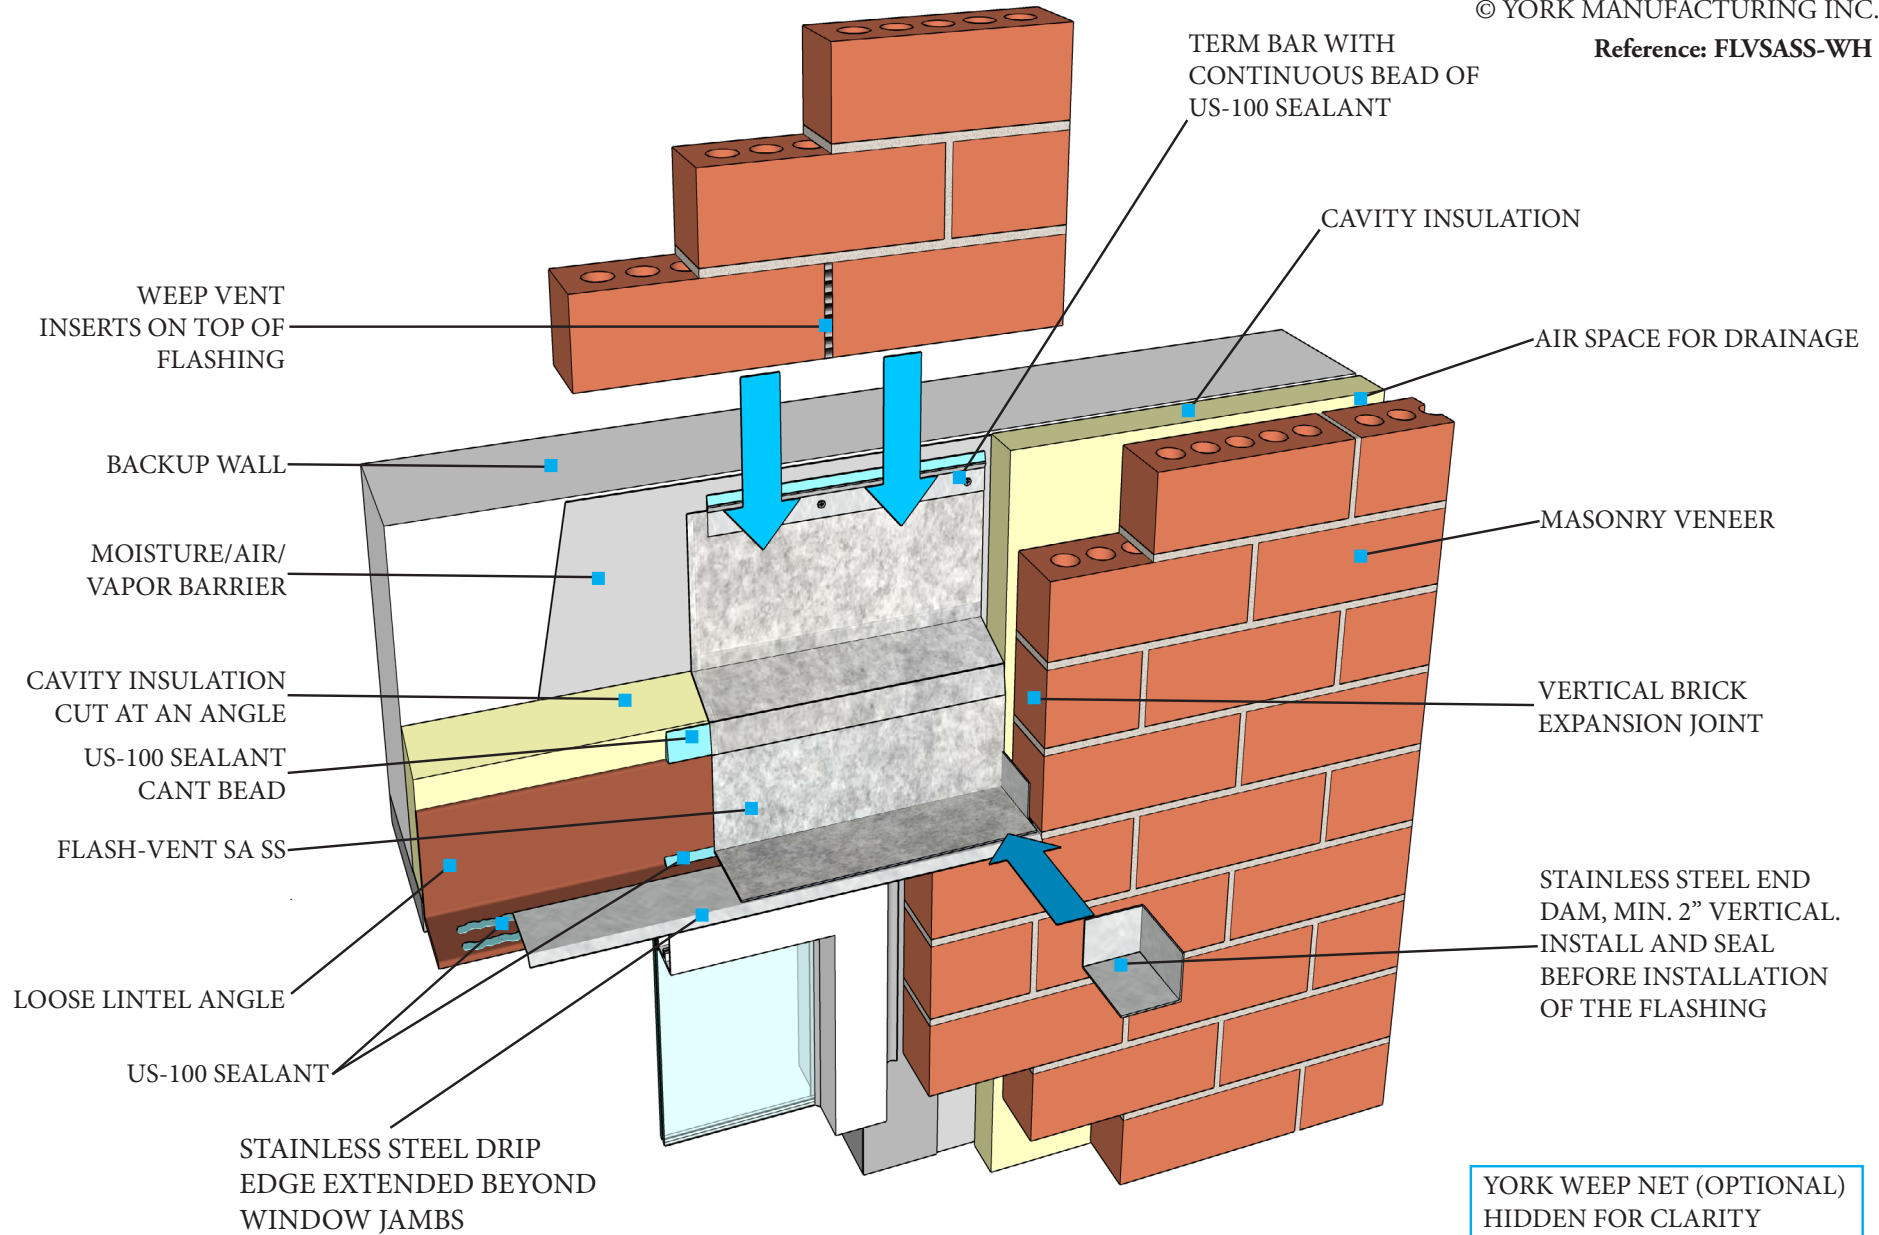 © YORK MANUFACTURING INC.
Reference: FLVSASS-WH
TERM BAR WITH
CONTINUOUS BEAD OF
US-100 SEALANT
CAVITY INSULATION
WEEP VENT
INSERTS ON TOP OF
FLASHING
AIR SPACE FOR DRAINAGE
BACKUP WALL
MASONRY VENEER
MOISTURE/AIR/
VAPOR BARRIER
CAVITY INSULATION
CUT AT AN ANGLE
VERTICAL BRICK
EXPANSION JOINT
US-100 SEALANT
CANT BEAD
FLASH-VENT SA SS
STAINLESS STEEL END
DAM, MIN. 2” VERTICAL.
INSTALL AND SEAL
BEFORE INSTALLATION
OF THE FLASHING
LOOSE LINTEL ANGLE
US-100 SEALANT
STAINLESS STEEL DRIP
EDGE EXTENDED BEYOND
WINDOW JAMBS
YORK WEEP NET (OPTIONAL)
HIDDEN FOR CLARITY